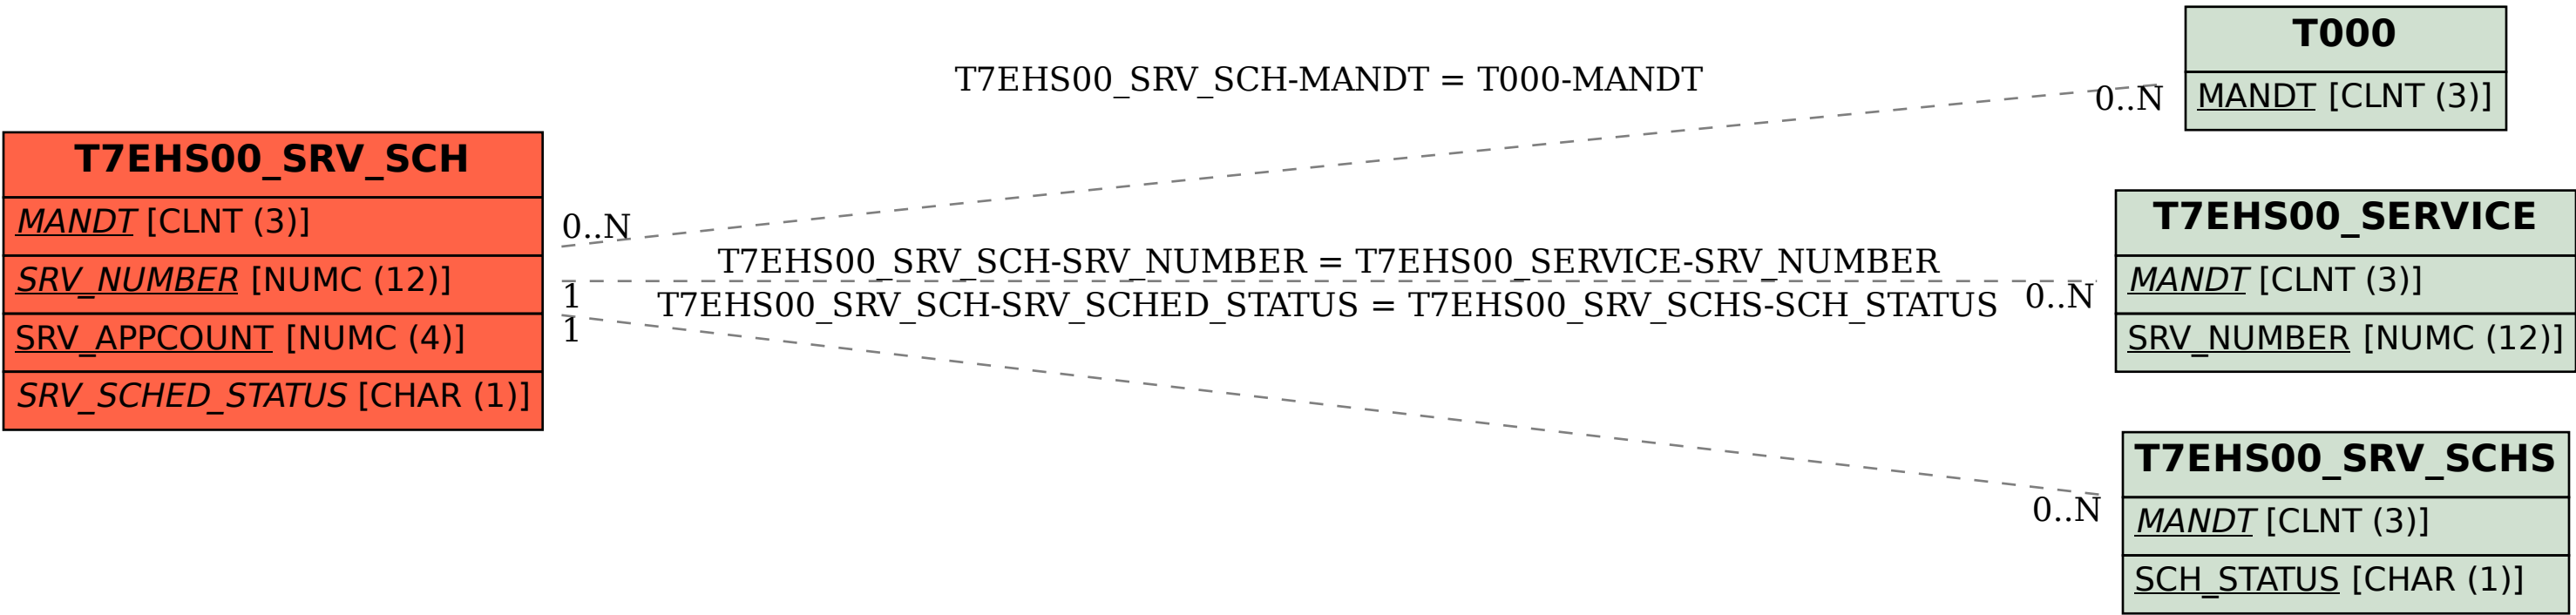 T7EHS00_SRV_SCH
MANDT [CLNT (3)]
SRV_NUMBER [NUMC (12)]
SRV_APPCOUNT [NUMC (4)]
SRV_SCHED_STATUS [CHAR (1)]
T7EHS00_SRV_SCH-MANDT = T000-MANDT
0..N
0..N
T7EHS00_SRV_SCH-SRV_NUMBER = T7EHS00_SERVICE-SRV_NUMBER
1
0..N
T7EHS00_SRV_SCH-SRV_SCHED_STATUS = T7EHS00_SRV_SCHS-SCH_STATUS
1
0..N
T000
MANDT [CLNT (3)]
T7EHS00_SERVICE
MANDT [CLNT (3)]
SRV_NUMBER [NUMC (12)]
T7EHS00_SRV_SCHS
MANDT [CLNT (3)]
SCH_STATUS [CHAR (1)]